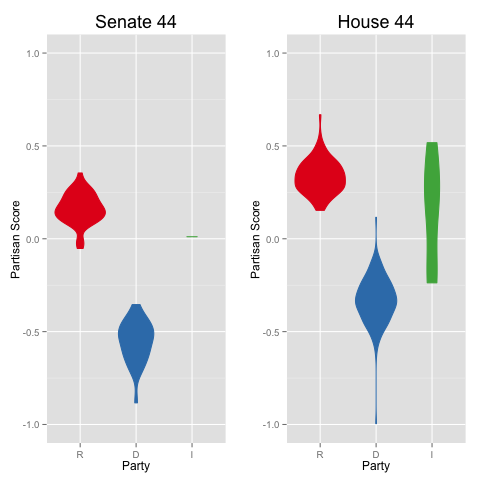 Senate 44
1.0
0.5
0.0
-0.5
-1.0
Partisan Score
R D I
Party
House 44
1.0
0.5
0.0
-0.5
-1.0
Partisan Score
R D I
Party